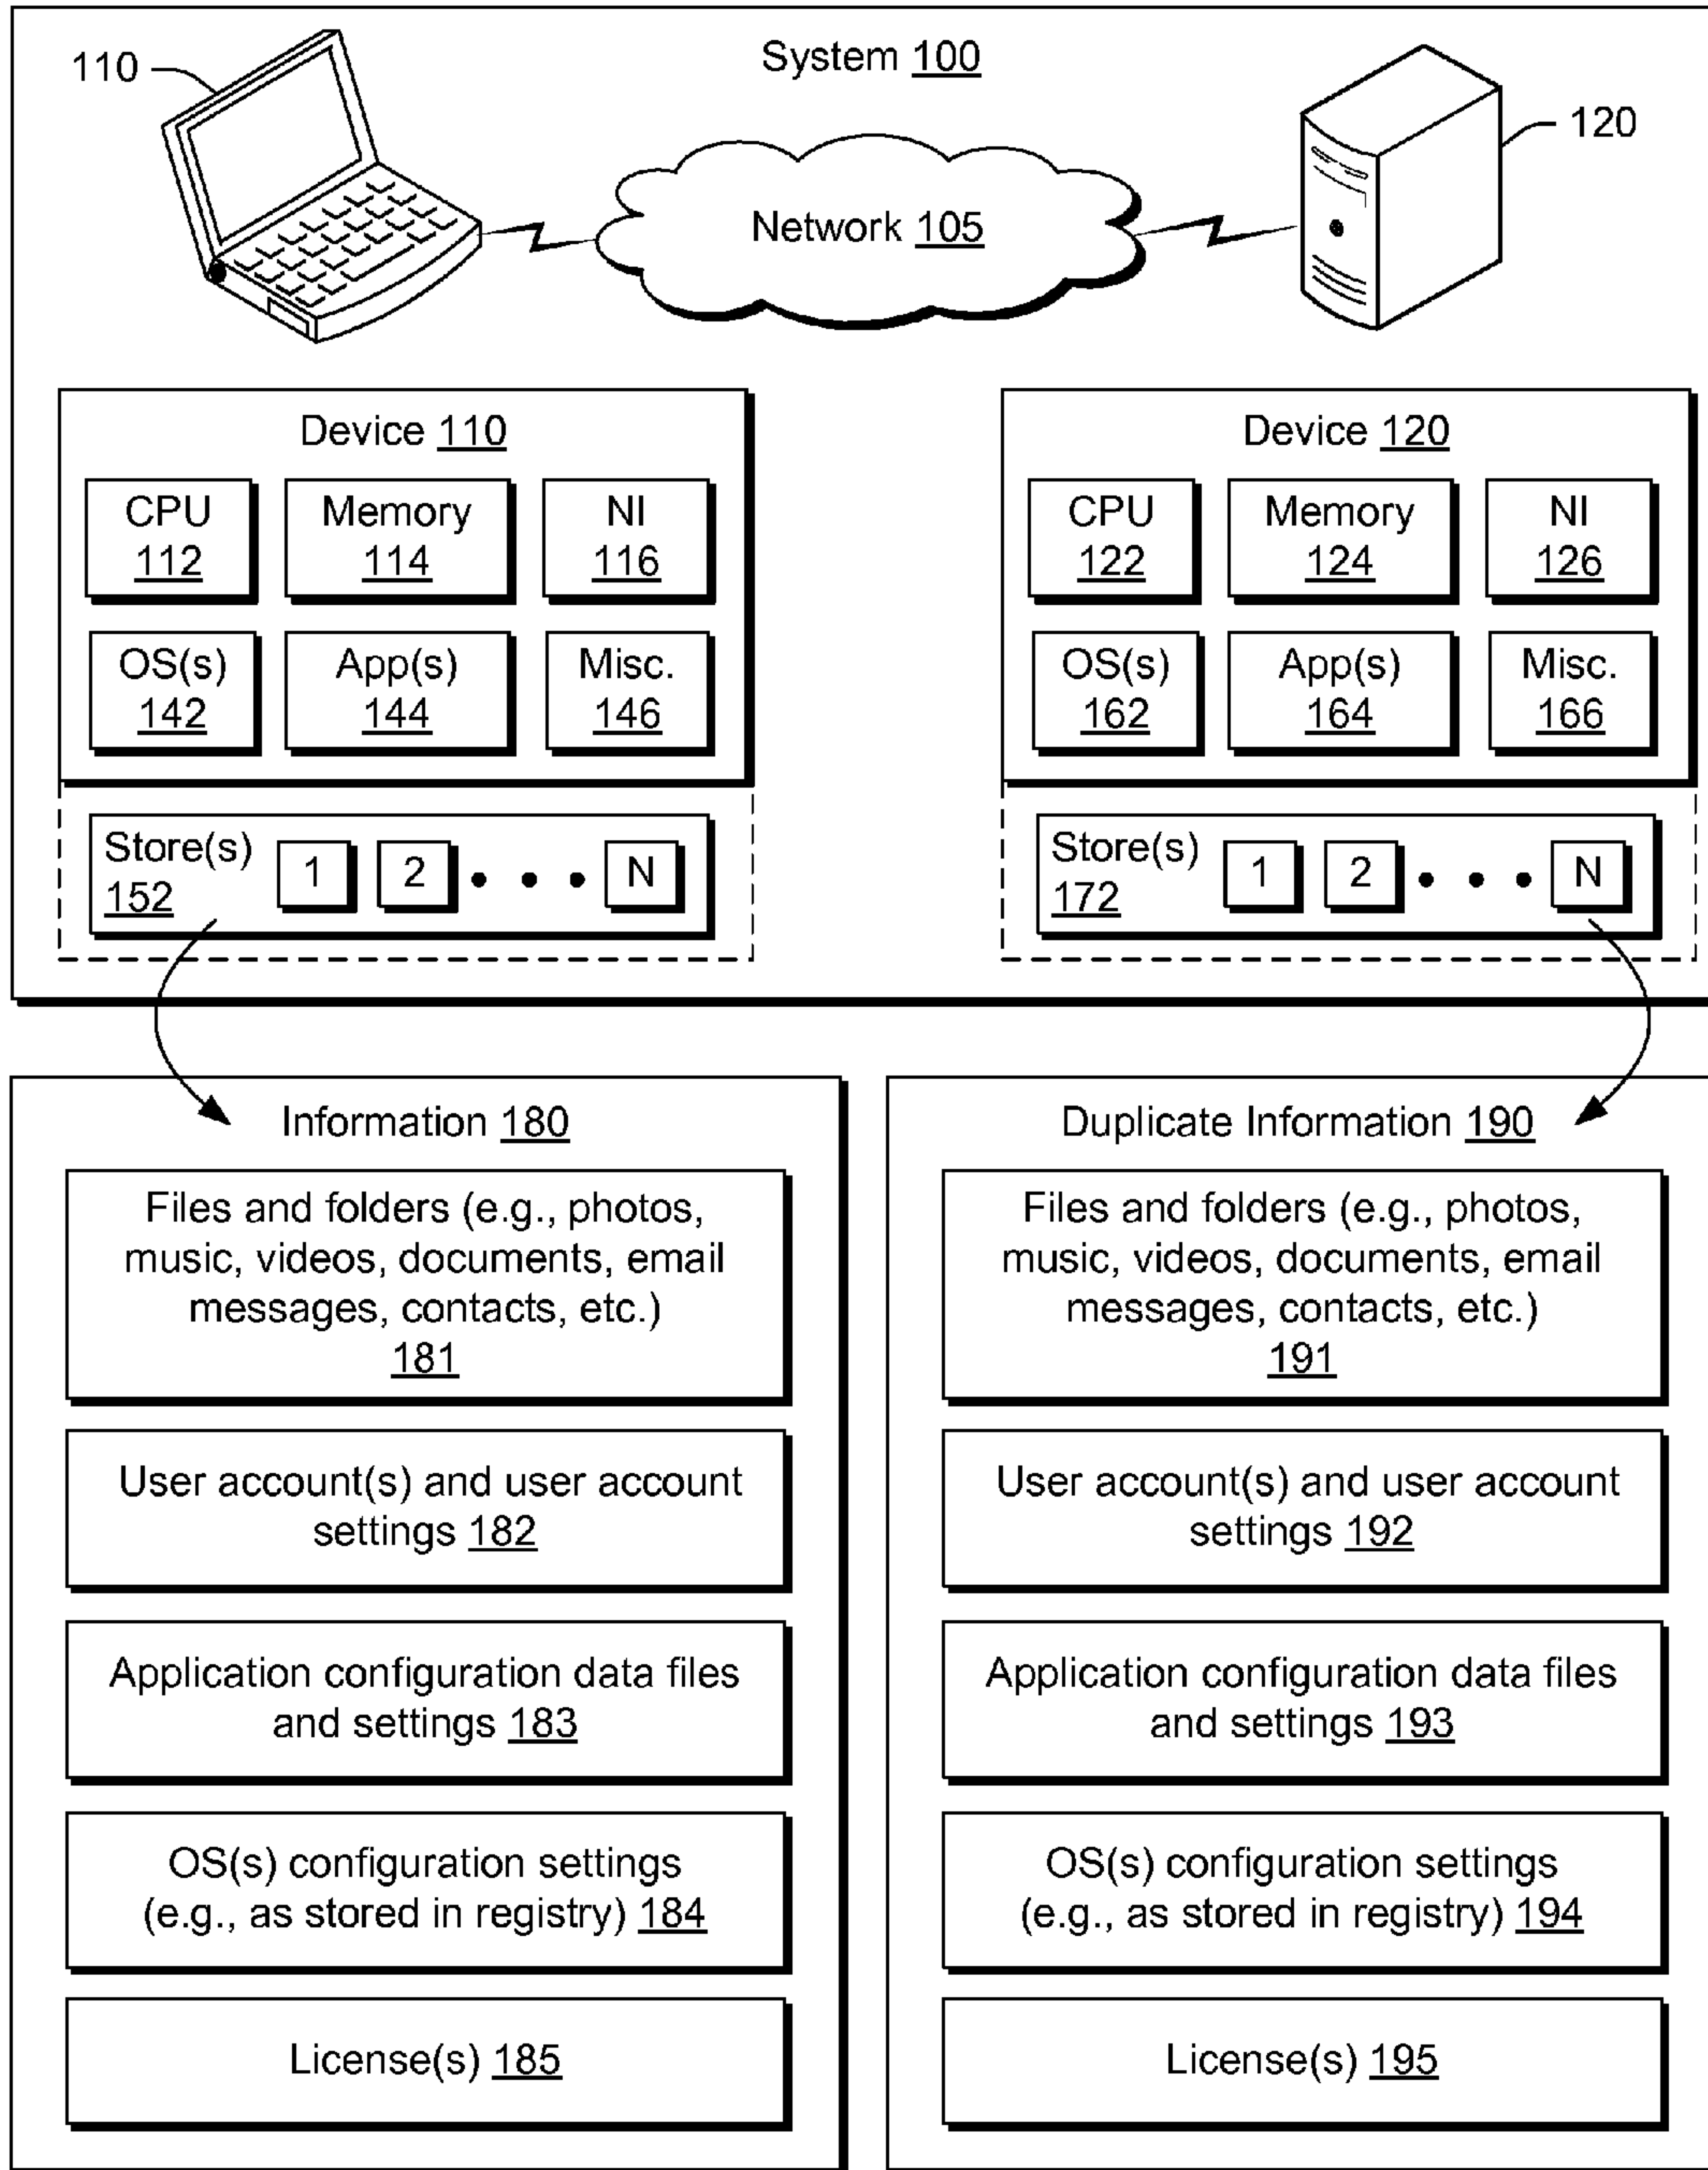 System 100
110
120
Network 105
Device 110
CPU
112
Memory
114
NI
116
OS(s)
142
App(s)
144
Misc.
146
Store(s)
152
1
2
N
Device 120
CPU
122
Memory
124
NI
126
OS(s)
162
App(s)
164
Misc.
166
Store(s)
172
1
2
N
Information 180
Files and folders (e.g., photos,
music, videos, documents, email
messages, contacts, etc.)
181
User account(s) and user account
settings 182
Application configuration data files
and settings 183
OS(s) configuration settings
(e.g., as stored in registry) 184
License(s) 185
Duplicate Information 190
Files and folders (e.g., photos,
music, videos, documents, email
messages, contacts, etc.)
191
User account(s) and user account
settings 192
Application configuration data files
and settings 193
OS(s) configuration settings
(e.g., as stored in registry) 194
License(s) 195